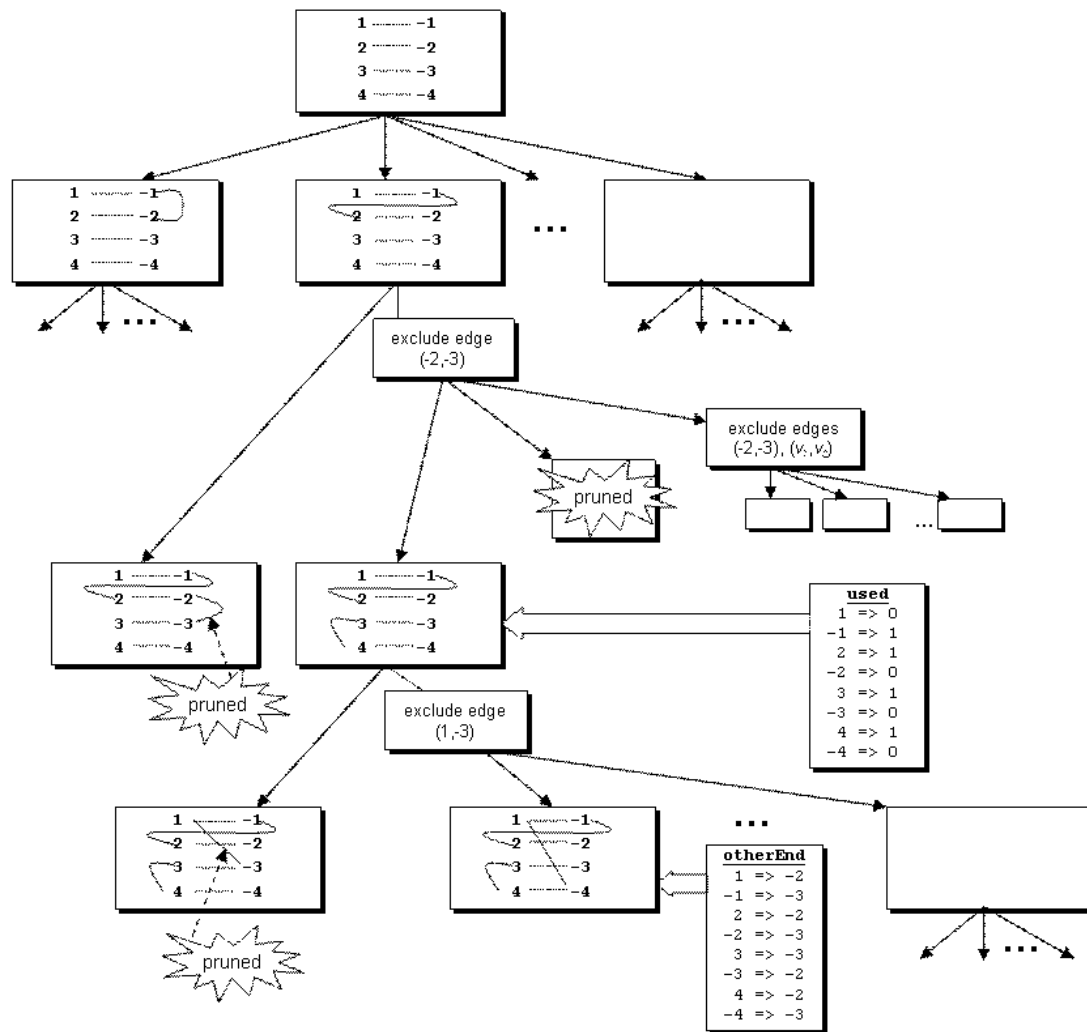 1 -1
2 -2
3 -3
4 -4
1 -1
2 -2
3 -3
4 -4
...
1 -1
2 -2
3 -3
4 -4
...
...
exclude edge
(-2,-3)
exclude edges
(-2,-3), (v₁,v₂)
pruned
...
1 -1
2 -2
3 -3
4 -4
pruned
1 -1
2 -2
3 -3
4 -4
used
1 => 0
-1 => 1
2 => 1
-2 => 0
3 => 1
-3 => 0
4 => 1
-4 => 0
exclude edge
(1,-3)
1 -1
2 -2
3 -3
4 -4
pruned
1 -1
2 -2
3 -3
4 -4
...
otherEnd
1 => -2
-1 => -3
2 => -2
-2 => -3
3 => -3
-3 => -2
4 => -2
-4 => -3
...